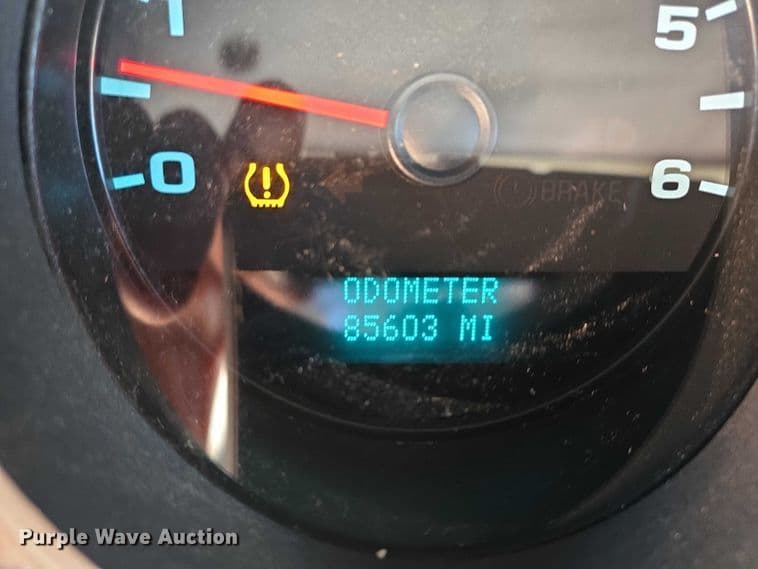 1
5
0
6
BRAKE
ODOMETER
85603 MI
Purple Wave Auction